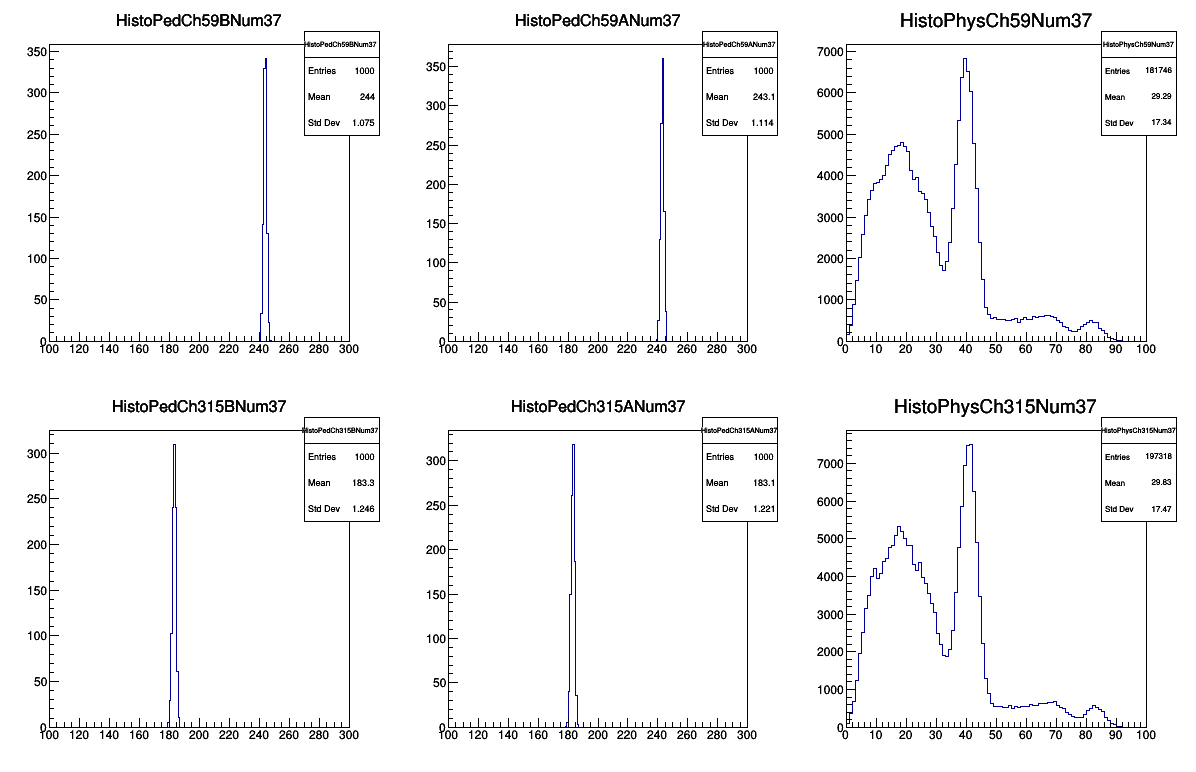 HistoPedCh59BNum37
HistoPedCh59BNum37
Entries 1000
Mean 244
Std Dev 1.075
350
300
250
200
150
100
50
0
100 120 140 160 180 200 220 240 260 280 300
HistoPedCh59ANum37
HistoPedCh59ANum37
Entries 1000
Mean 243.1
Std Dev 1.114
350
300
250
200
150
100
50
0
100 120 140 160 180 200 220 240 260 280 300
HistoPhysCh59Num37
HistoPhysCh59Num37
Entries 181746
Mean 29.29
Std Dev 17.34
7000
6000
5000
4000
3000
2000
1000
0
0 10 20 30 40 50 60 70 80 90 100
HistoPedCh315BNum37
HistoPedCh315BNum37
Entries 1000
Mean 183.3
Std Dev 1.246
300
250
200
150
100
50
0
100 120 140 160 180 200 220 240 260 280 300
HistoPedCh315ANum37
HistoPedCh315ANum37
Entries 1000
Mean 183.1
Std Dev 1.221
300
250
200
150
100
50
0
100 120 140 160 180 200 220 240 260 280 300
HistoPhysCh315Num37
HistoPhysCh315Num37
Entries 197318
Mean 29.83
Std Dev 17.47
7000
6000
5000
4000
3000
2000
1000
0
0 10 20 30 40 50 60 70 80 90 100